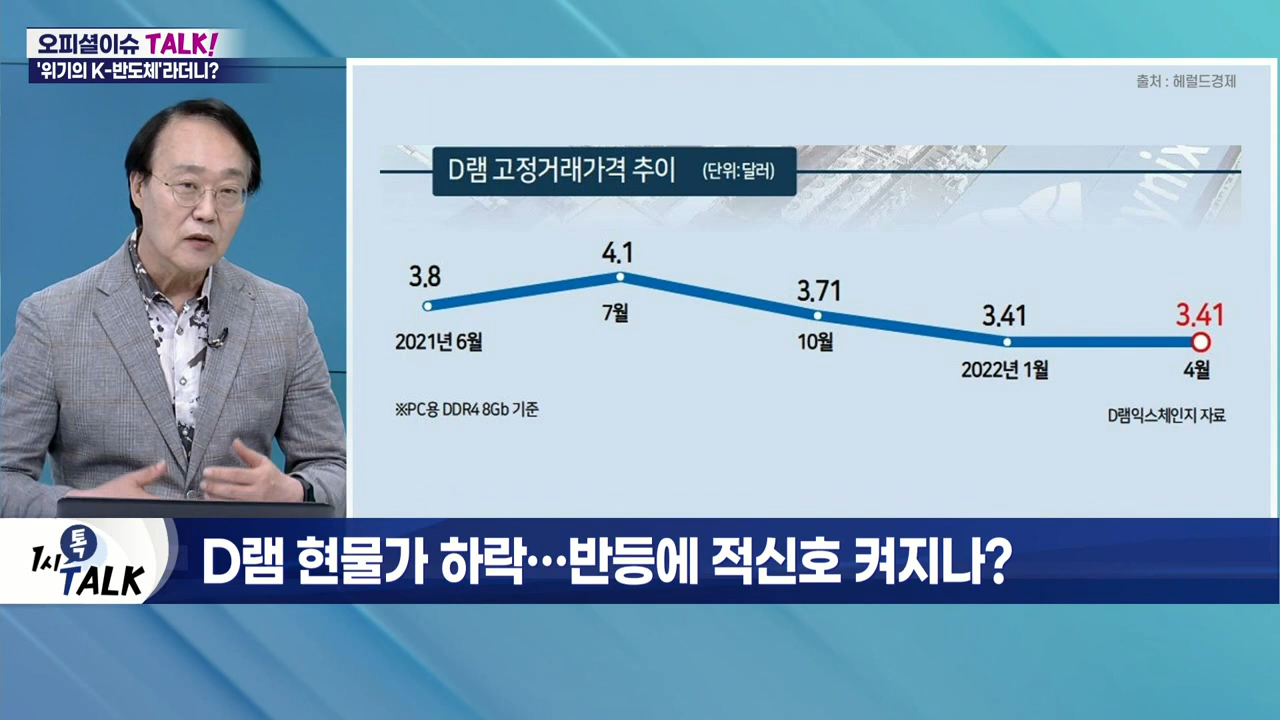 오피셜이슈 TALK!
'위기의 K-반도체'라더니?
출처 : 헤럴드경제
D램 고정거래가격 추이 (단위:달러)
ynix
3.8
4.1
3.71
3.41
3.41
2021년 6월
7월
10월
2022년 1월
4월
※PC용 DDR4 8Gb 기준
D램익스체인지 자료
1시 톡 TALK
D램 현물가 하락…반등에 적신호 켜지나?